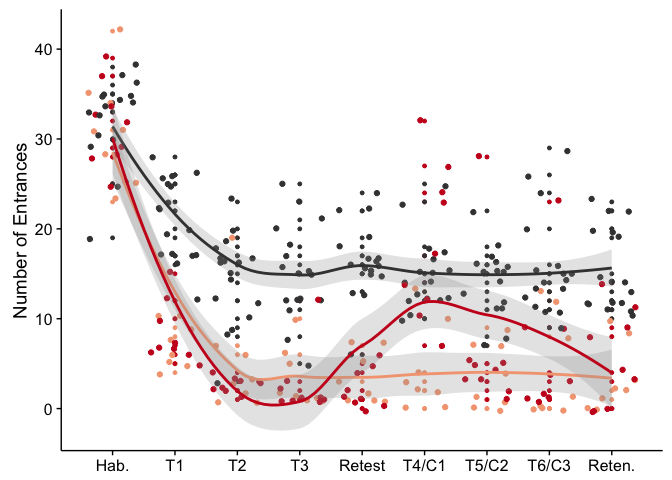 Number of Entrances
40
30
20
10
0
Hab. T1 T2 T3 Retest T4/C1 T5/C2 T6/C3 Reten.